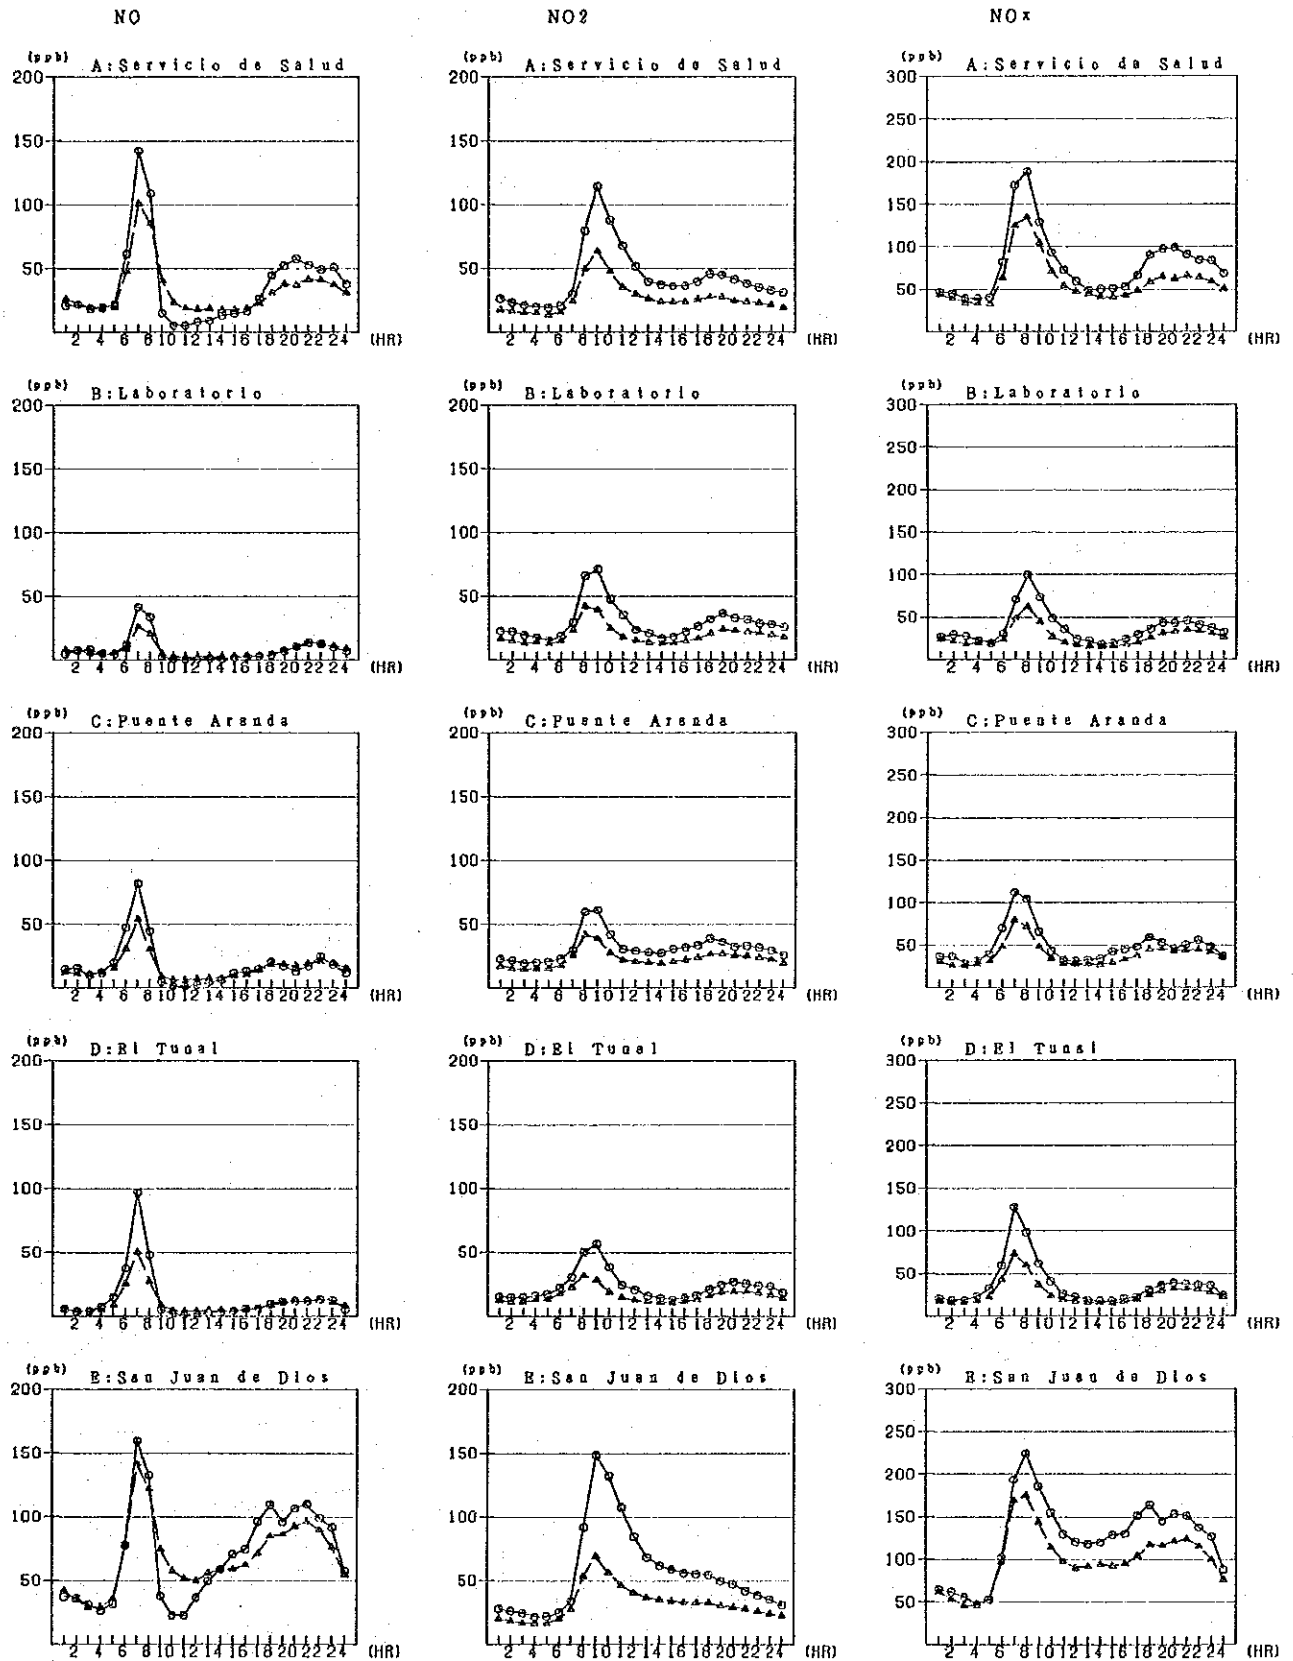 NO NO2 NOx
(ppb) A:Servicio de Salud (ppb) A:Servicio de Salud (ppb) A:Servicio de Salud
200 200 300
250
150 150 200
100 100 150
100
50 50 50
2 4 6 8 10 12 14 16 18 20 22 24 (HR) 2 4 6 8 10 12 14 16 18 20 22 24 (HR) 2 4 6 8 10 12 14 16 18 20 22 24 (HR)
(ppb) B:Laboratorio (ppb) B:Laboratorio (ppb) B:Laboratorio
200 200 300
250
150 150 200
100 100 150
100
50 50 50
2 4 6 8 10 12 14 16 18 20 22 24 (HR) 2 4 6 8 10 12 14 16 18 20 22 24 (HR) 2 4 6 8 10 12 14 16 18 20 22 24 (HR)
(ppb) C:Puente Aranda (ppb) C:Puente Aranda (ppb) C:Puente Aranda
200 200 300
250
150 150 200
100 100 150
100
50 50 50
2 4 6 8 10 12 14 16 18 20 22 24 (HR) 2 4 6 8 10 12 14 16 18 20 22 24 (HR) 2 4 6 8 10 12 14 16 18 20 22 24 (HR)
(ppb) D:El Tunal (ppb) D:El Tunal (ppb) D:El Tunal
200 200 300
250
150 150 200
100 100 150
100
50 50 50
2 4 6 8 10 12 14 16 18 20 22 24 (HR) 2 4 6 8 10 12 14 16 18 20 22 24 (HR) 2 4 6 8 10 12 14 16 18 20 22 24 (HR)
(ppb) E:San Juan de Dios (ppb) E:San Juan de Dios (ppb) E:San Juan de Dios
200 200 300
250
150 150 200
100 100 150
100
50 50 50
2 4 6 8 10 12 14 16 18 20 22 24 (HR) 2 4 6 8 10 12 14 16 18 20 22 24 (HR) 2 4 6 8 10 12 14 16 18 20 22 24 (HR)